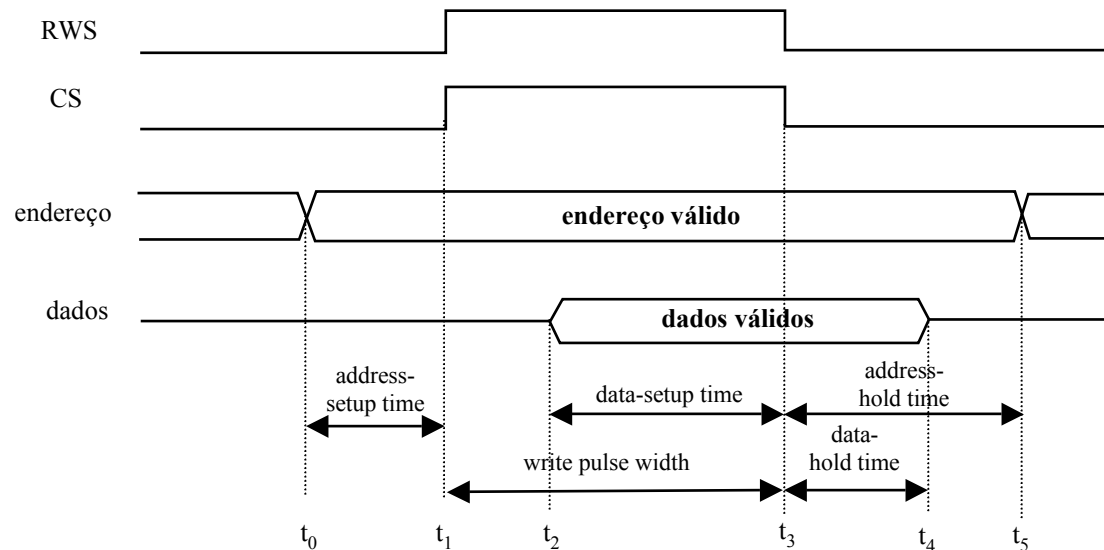 RWS
CS
endereço
endereço válido
dados
dados válidos
address-
setup time
data-setup time
address-
hold time
write pulse width
data-
hold time
t0
t1
t2
t3
t4
t5